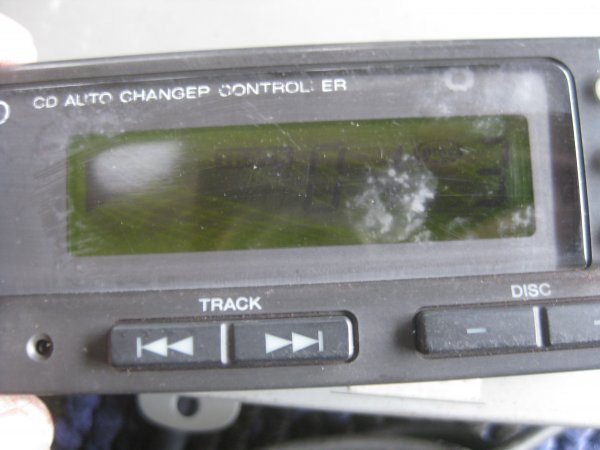 CD AUTO CHANGEP CONTROL: ER
TRACK
DISC